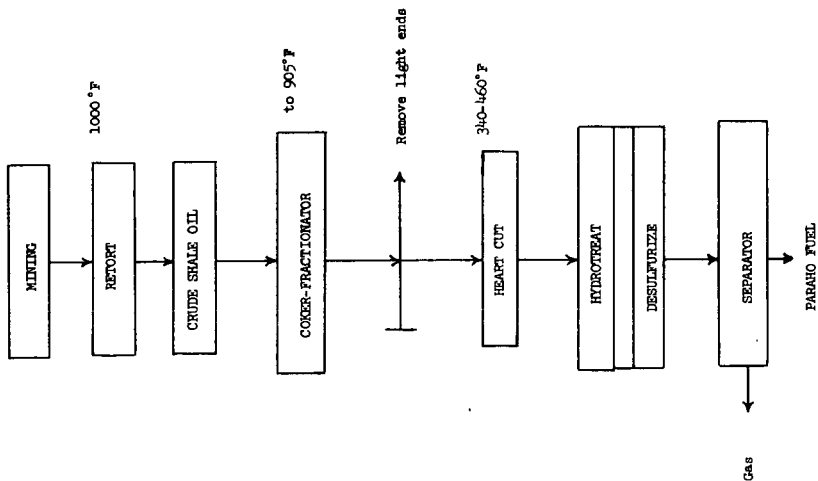 MINING
RETORT
1000°F
CRUDE SHALE OIL
COKER-FRACTIONATOR
to 905°F
Remove light ends
HEART CUT
340-460°F
HYDROTREAT
DESULFURIZE
SEPARATOR
Gas
PARAHO FUEL